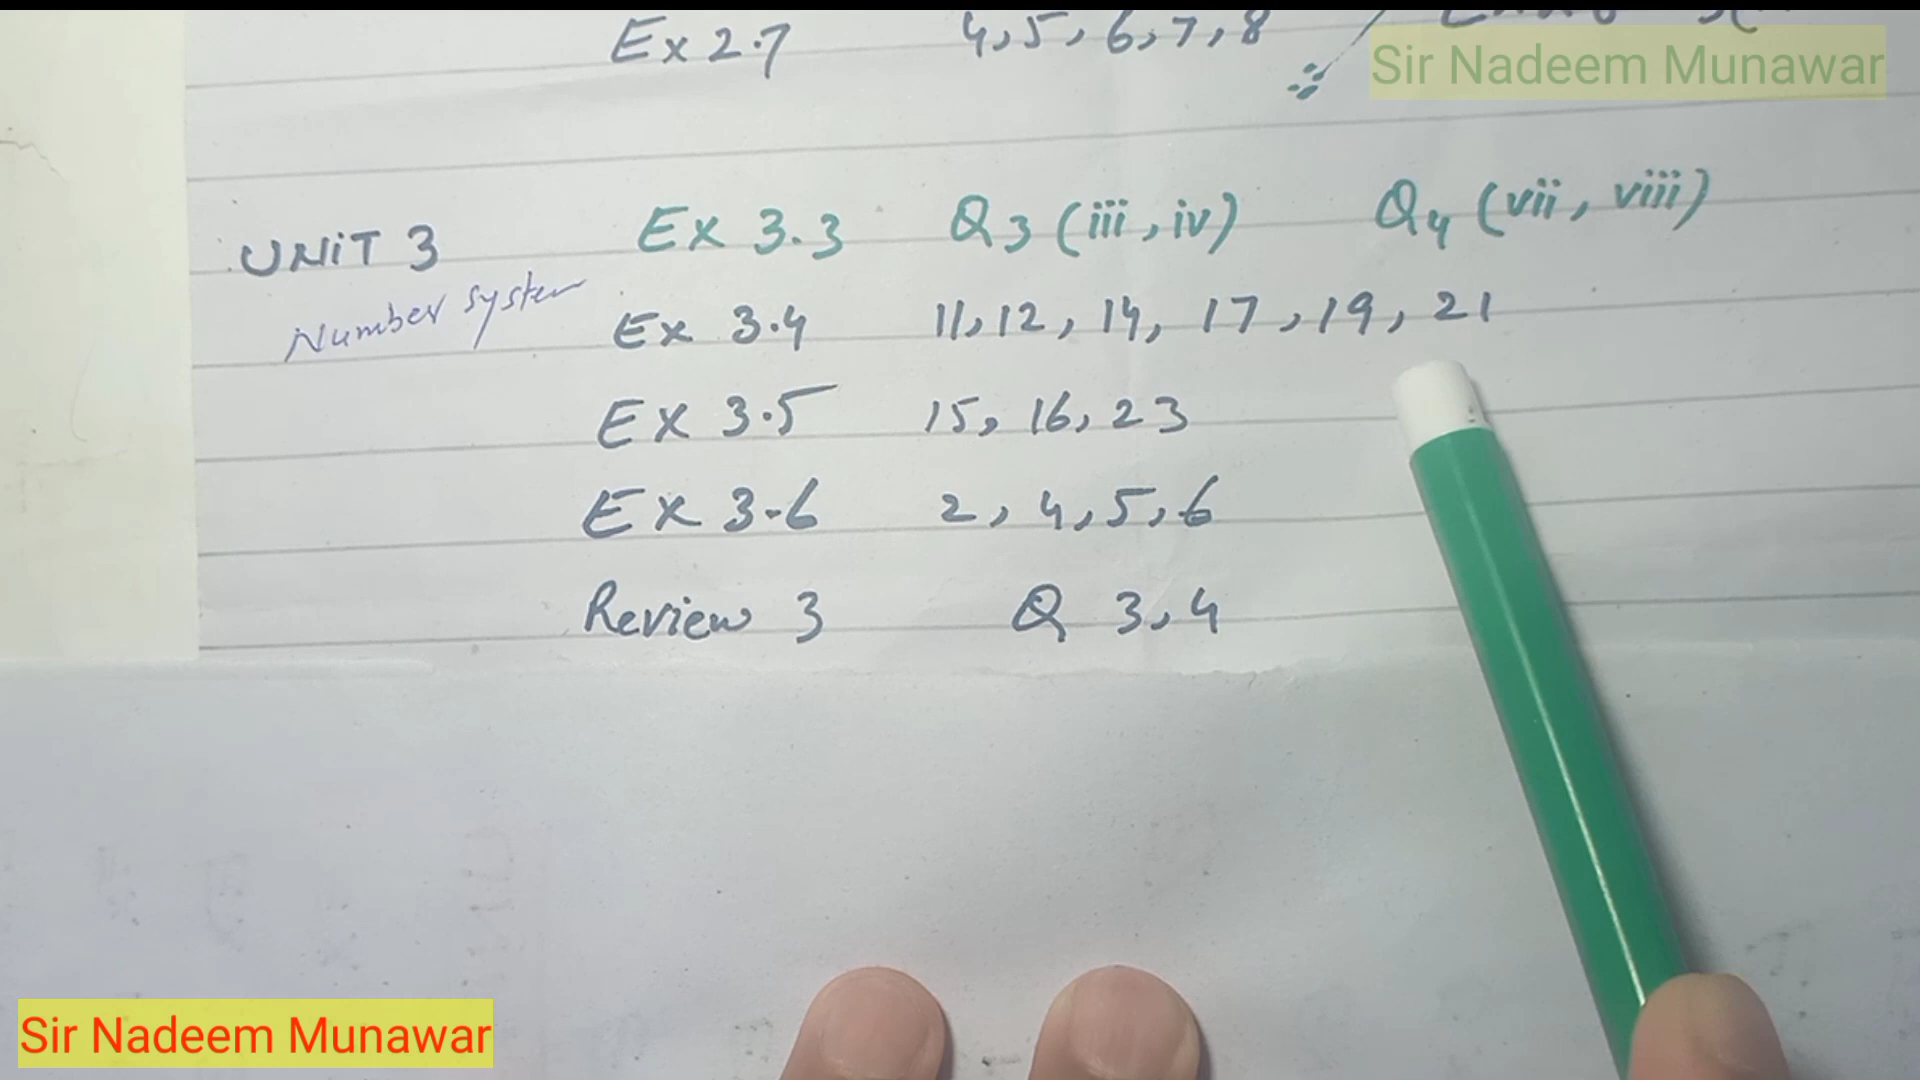 Ex 2.7 4,5,6,7,8
Sir Nadeem Munawar
UNiT 3 Ex 3.3 Q3 (iii, iv) Q4 (vii, viii)
Number system
Ex 3.4 11,12, 14, 17, 19, 21
Ex 3.5 15, 16, 23
Ex 3.6 2, 4, 5, 6
Review 3 Q 3,4
Sir Nadeem Munawar